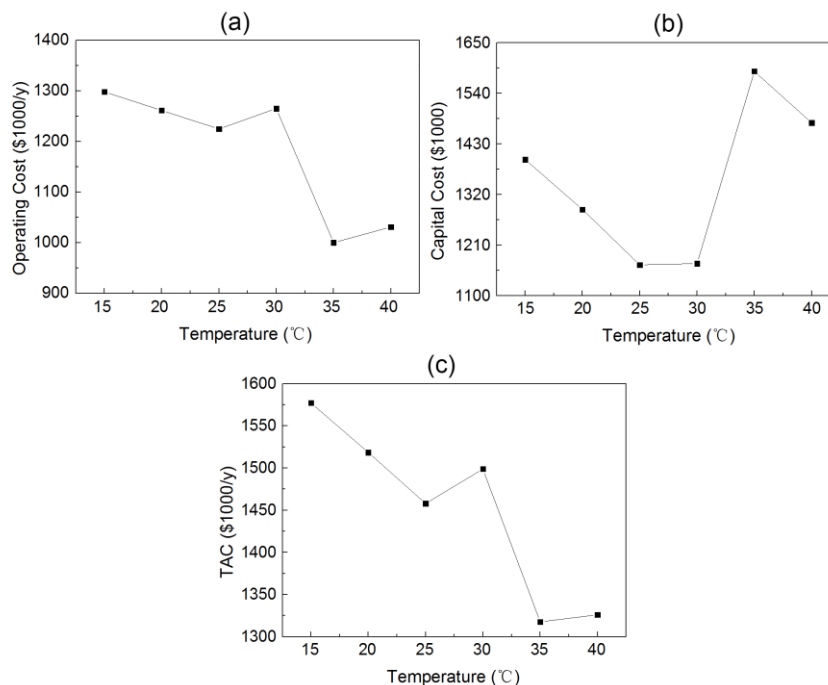 (a)
1400
1300
1200
1100
1000
900
Operating Cost ($1000/y)
15 20 25 30 35 40
Temperature (℃)
(b)
1650
1540
1430
1320
1210
1100
Capital Cost ($1000)
15 20 25 30 35 40
Temperature (℃)
(c)
1600
1550
1500
1450
1400
1350
1300
TAC ($1000/y)
15 20 25 30 35 40
Temperature (℃)